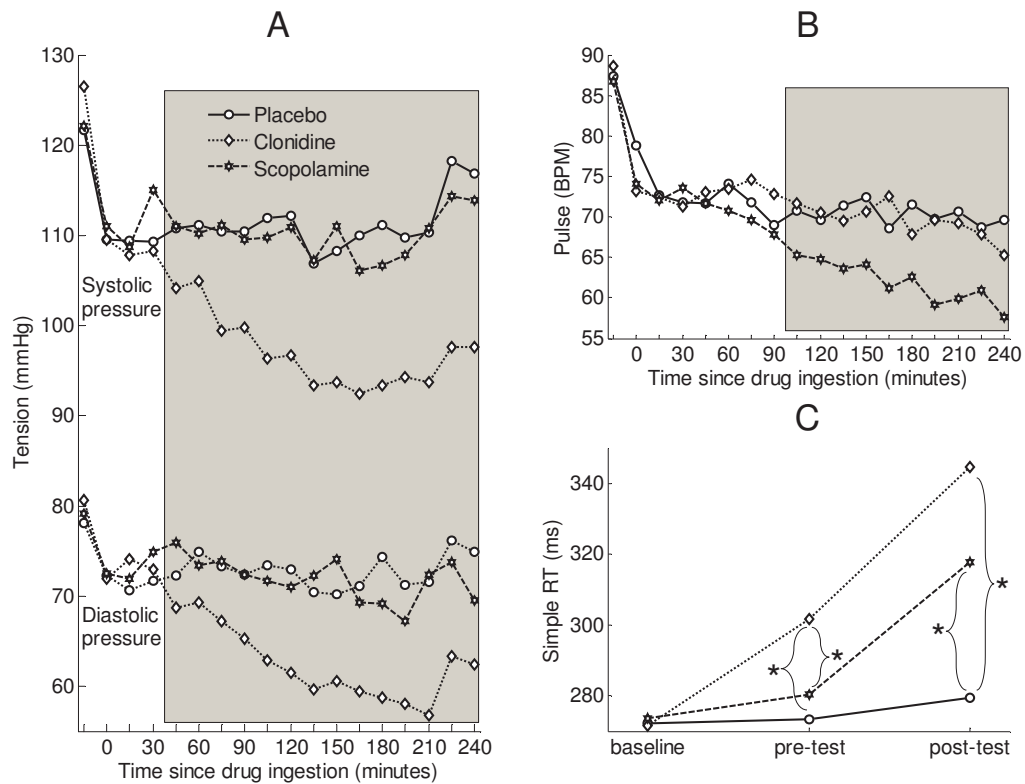 A
130
120
110
100
90
80
70
60
Tension (mmHg)
Placebo
Clonidine
Scopolamine
Systolic
pressure
Diastolic
pressure
0 30 60 90 120 150 180 210 240
Time since drug ingestion (minutes)
B
90
85
80
75
70
65
60
55
Pulse (BPM)
0 30 60 90 120 150 180 210 240
Time since drug ingestion (minutes)
C
340
320
300
280
Simple RT (ms)
* * * *
baseline pre-test post-test